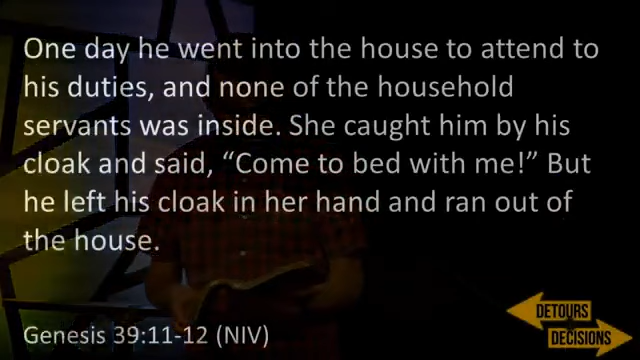 One day he went into the house to attend to
his duties, and none of the household
servants was inside. She caught him by his
cloak and said, “Come to bed with me!” But
he left his cloak in her hand and ran out of
the house.
Genesis 39:11-12 (NIV)
DETOURS
DECISIONS